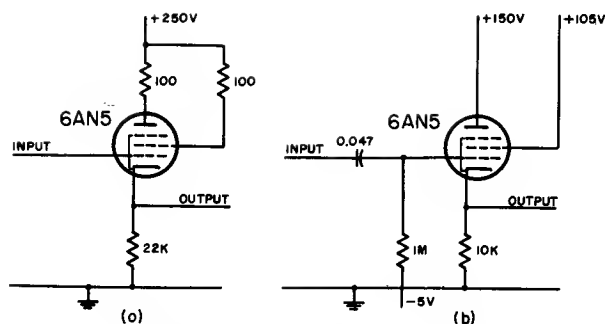 +250V
100
100
6AN5
INPUT
OUTPUT
22K
(a)
+150V
+105V
6AN5
INPUT
0.047
OUTPUT
1M
10K
-5V
(b)